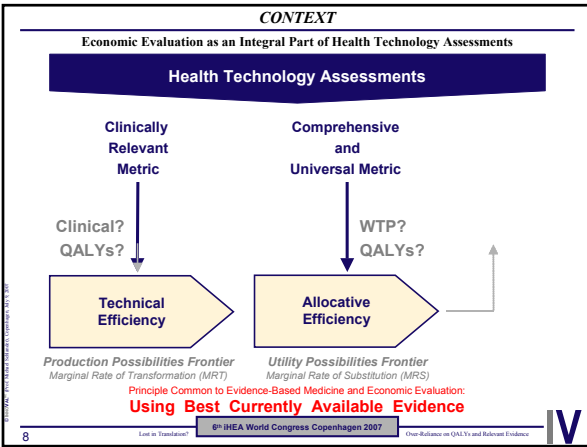 CONTEXT
Economic Evaluation as an Integral Part of Health Technology Assessments
Health Technology Assessments
Clinically
Relevant
Metric
Comprehensive
and
Universal Metric
Clinical?
QALYs?
WTP?
QALYs?
Technical
Efficiency
Allocative
Efficiency
Production Possibilities Frontier
Marginal Rate of Transformation (MRT)
Utility Possibilities Frontier
Marginal Rate of Substitution (MRS)
Principle Common to Evidence-Based Medicine and Economic Evaluation:
Using Best Currently Available Evidence
8
Lost in Translation?
6th iHEA World Congress Copenhagen 2007
Over-Reliance on QALYs and Relevant Evidence
IV